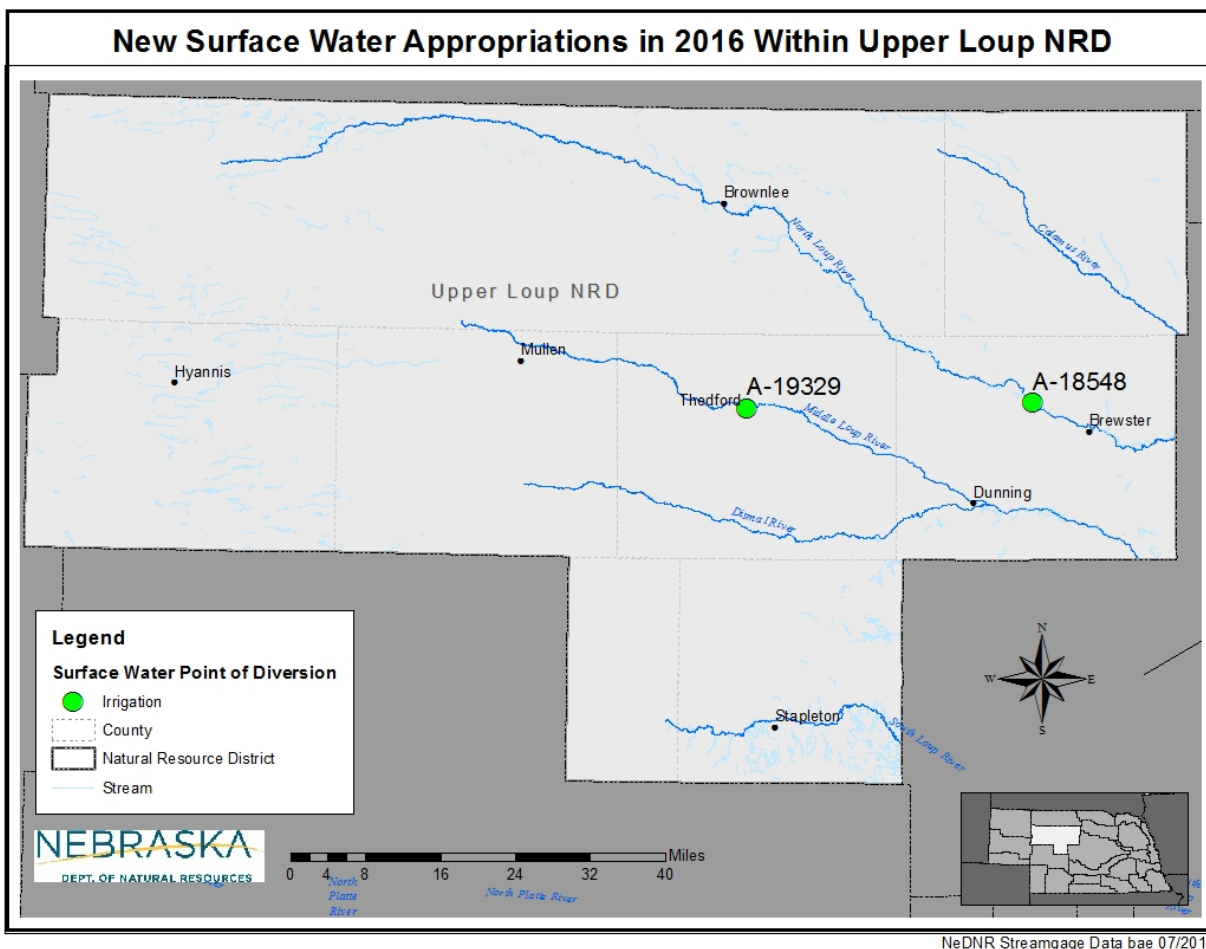 New Surface Water Appropriations in 2016 Within Upper Loup NRD
Brownlee
North Loup River
Calamus River
Upper Loup NRD
Mullen
Hyannis
Thedford
A-19329
A-18548
Middle Loup River
Brewster
Dunning
Dismal River
Stapleton
South Loup River
Legend
Surface Water Point of Diversion
Irrigation
County
Natural Resource District
Stream
N
W
E
S
NEBRASKA
DEPT. OF NATURAL RESOURCES
0 4 8 16 24 32 40
Miles
North
Platte
River
North Platte River
NeDNR Streamgage Data bae 07/201